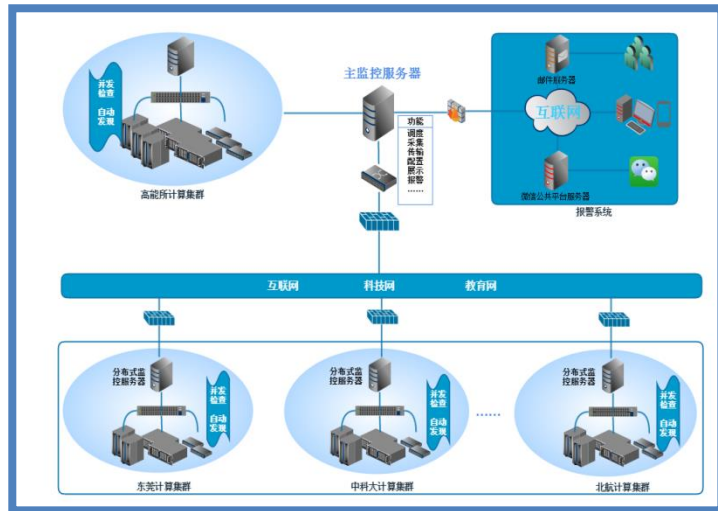 并发
检查
自动
发现
高能所计算集群
主监控服务器
功能
调度
采集
传输
配置
展示
报警
……
邮件服务器
互联网
微信公共平台服务器
报警系统
互联网 科技网 教育网
分布式监
控服务器
并发
检查
自动
发现
东莞计算集群
分布式监
控服务器
并发
检查
自动
发现
中科大计算集群
……
分布式监
控服务器
并发
检查
自动
发现
北航计算集群